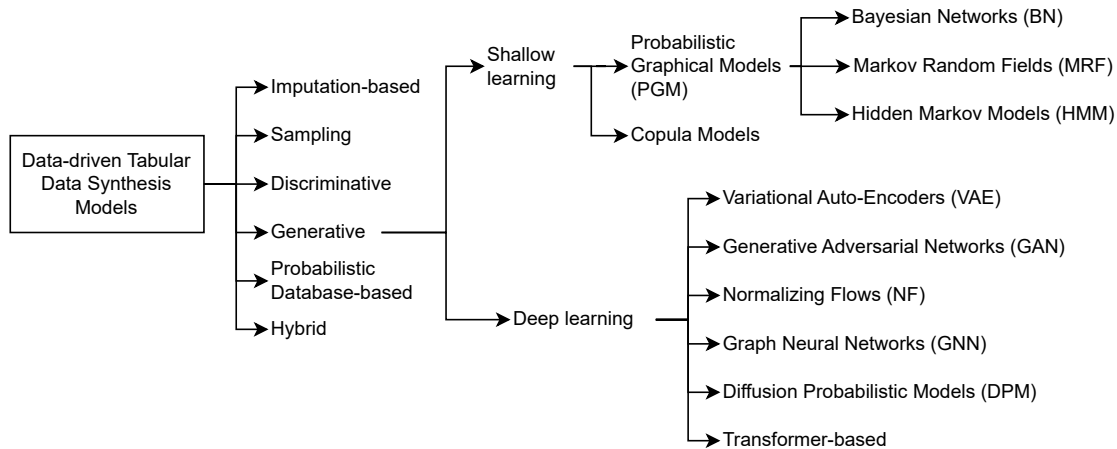 Data-driven Tabular
Data Synthesis
Models
Imputation-based
Sampling
Discriminative
Generative
Probabilistic
Database-based
Hybrid
Shallow
learning
Deep learning
Probabilistic
Graphical Models
(PGM)
Copula Models
Bayesian Networks (BN)
Markov Random Fields (MRF)
Hidden Markov Models (HMM)
Variational Auto-Encoders (VAE)
Generative Adversarial Networks (GAN)
Normalizing Flows (NF)
Graph Neural Networks (GNN)
Diffusion Probabilistic Models (DPM)
Transformer-based